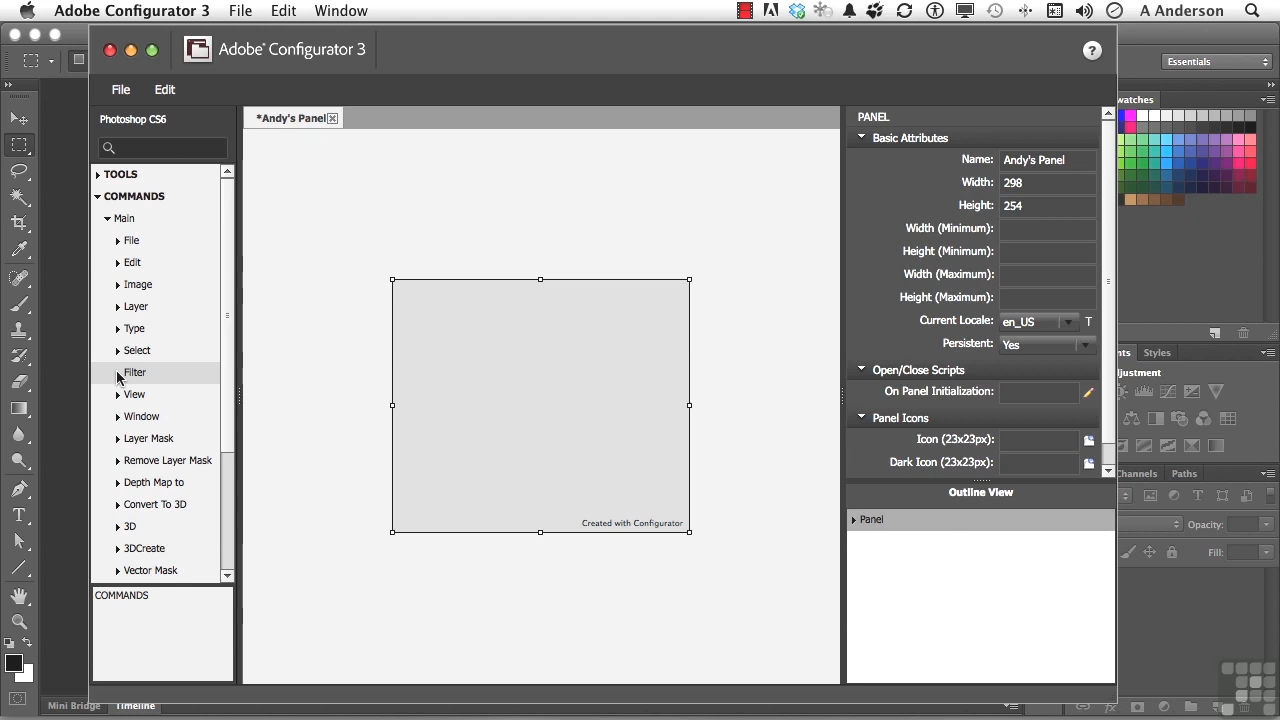 Adobe Configurator 3 File Edit Window A Anderson
Adobe® Configurator 3 ?
Essentials
File Edit
Photoshop CS6
*Andy's Panel
TOOLS
COMMANDS
Main
File
Edit
Image
Layer
Type
Select
Filter
View
Window
Layer Mask
Remove Layer Mask
Depth Map to
Convert To 3D
3D
3DCreate
Vector Mask
COMMANDS
Created with Configurator
PANEL
Basic Attributes
Name: Andy's Panel
Width: 298
Height: 254
Width (Minimum):
Height (Minimum):
Width (Maximum):
Height (Maximum):
Current Locale: en_US T
Persistent: Yes
Open/Close Scripts
On Panel Initialization:
Panel Icons
Icon (23x23px):
Dark Icon (23x23px):
Outline View
Panel
watches
nts Styles
djustment
hannels Paths
Opacity:
Fill:
Mini Bridge Timeline